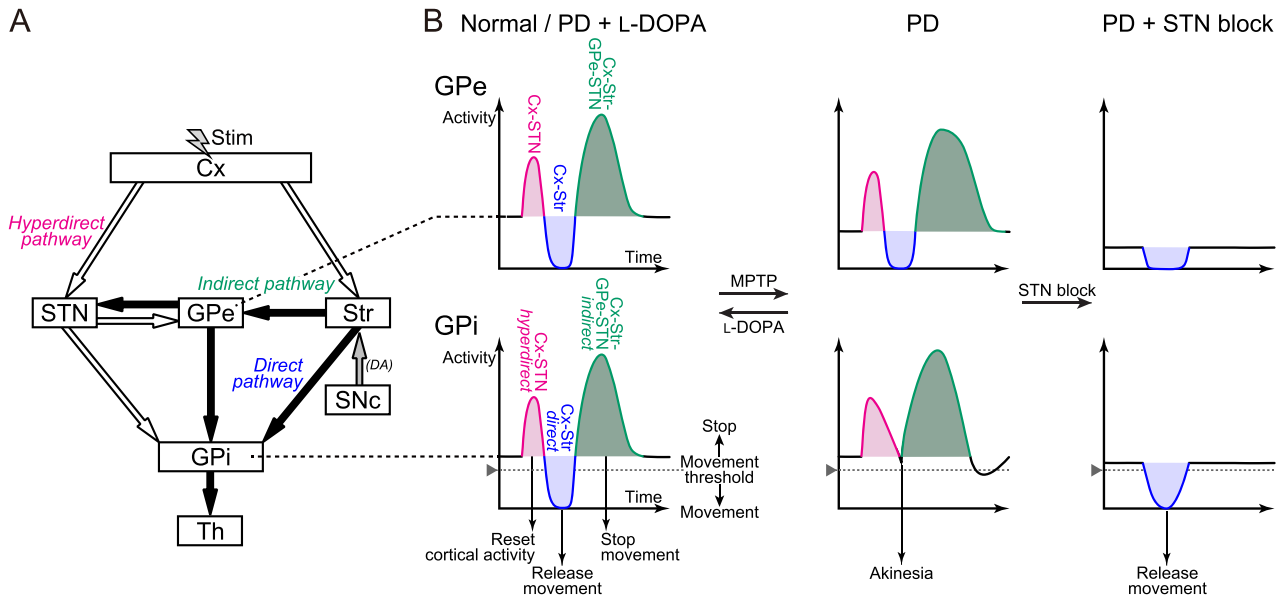 A
Stim
Cx
Hyperdirect
pathway
Indirect pathway
STN
GPe
Str
Direct
pathway
(DA)
SNc
GPi
Th
B
Normal / PD + L-DOPA
PD
PD + STN block
GPe
Activity
Cx-STN
Cx-Str
Cx-Str-
GPe-STN
Time
MPTP
L-DOPA
STN block
GPi
Activity
Cx-STN
hyperdirect
Cx-Str
direct
Cx-Str-
GPe-STN
indirect
Time
Stop
Movement
threshold
Movement
Reset
cortical activity
Release
movement
Stop
movement
Akinesia
Release
movement